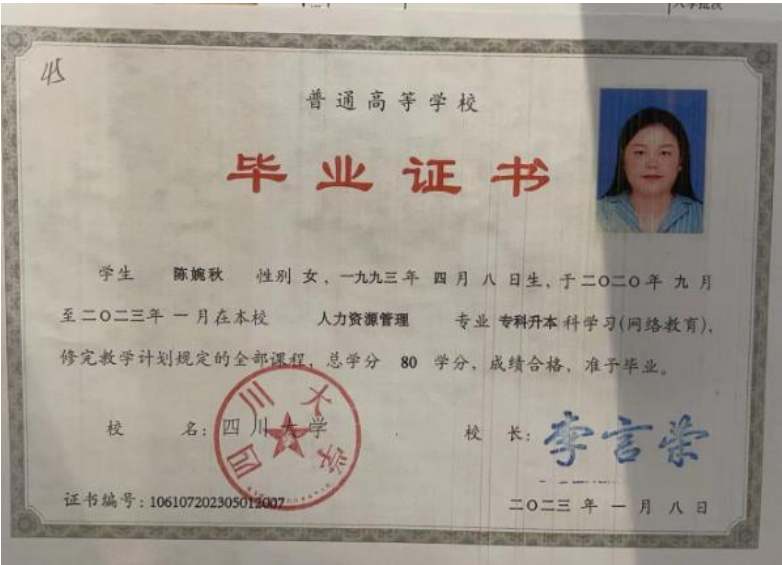 入学批次
45
普通高等学校
毕业证书
学生 陈婉秋 性别 女，一九九三年 四 月 八 日生，于二〇二〇年 九 月
至二〇二三年 一 月在本校 人力资源管理 专业 专科升本 科学习(网络教育)，
修完教学计划规定的全部课程，总学分 80 学分，成绩合格，准予毕业。
校 名：四川大学 校 长：李言荣
四川大学
证书编号：106107202305012007 二〇二三 年 一 月 八 日